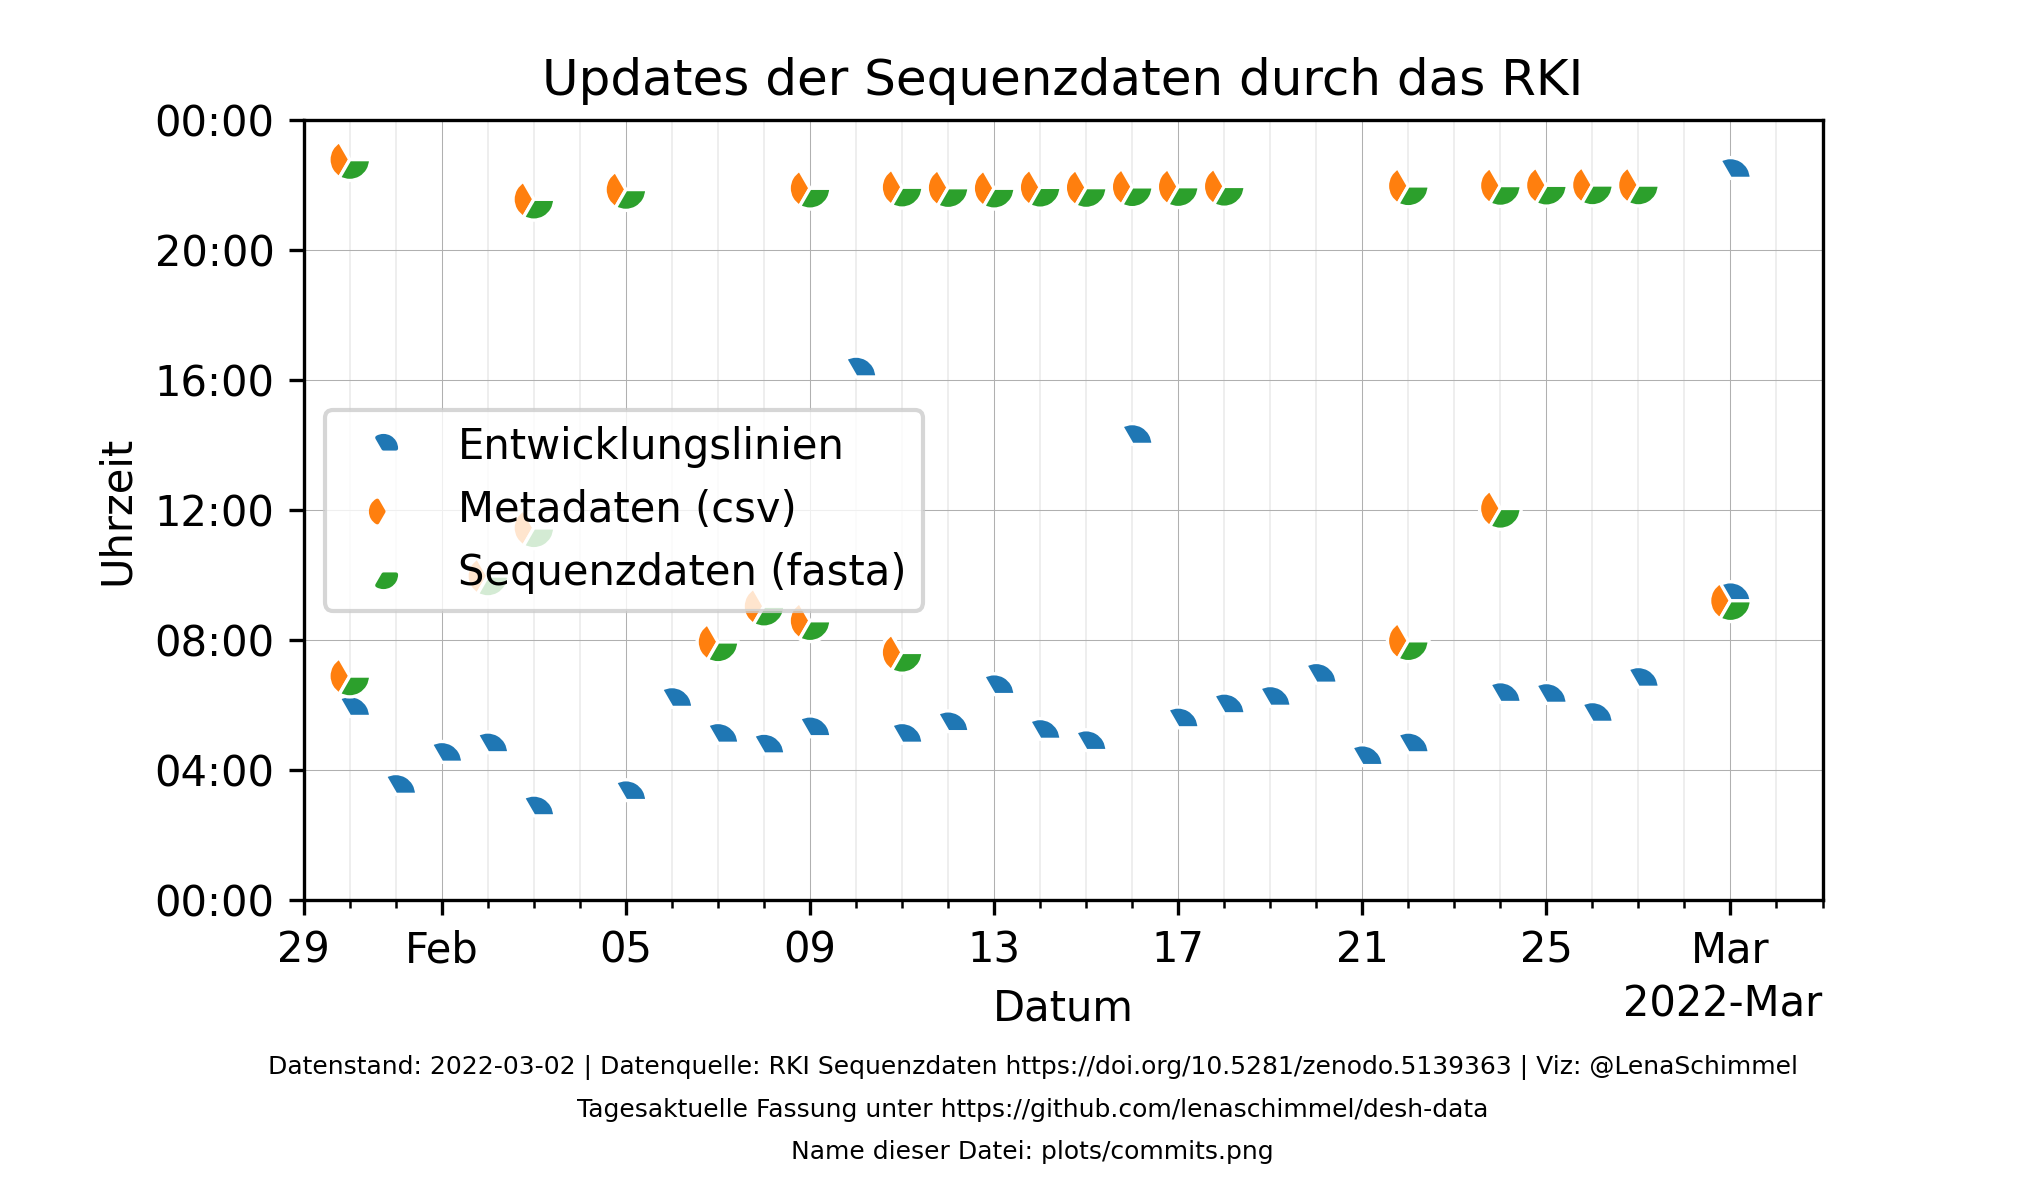 Updates der Sequenzdaten durch das RKI
00:00
20:00
16:00
12:00
08:00
04:00
00:00
Uhrzeit
Entwicklungslinien
Metadaten (csv)
Sequenzdaten (fasta)
29 Feb 05 09 13 17 21 25 Mar
2022-Mar
Datum
Datenstand: 2022-03-02 | Datenquelle: RKI Sequenzdaten https://doi.org/10.5281/zenodo.5139363 | Viz: @LenaSchimmel
Tagesaktuelle Fassung unter https://github.com/lenaschimmel/desh-data
Name dieser Datei: plots/commits.png